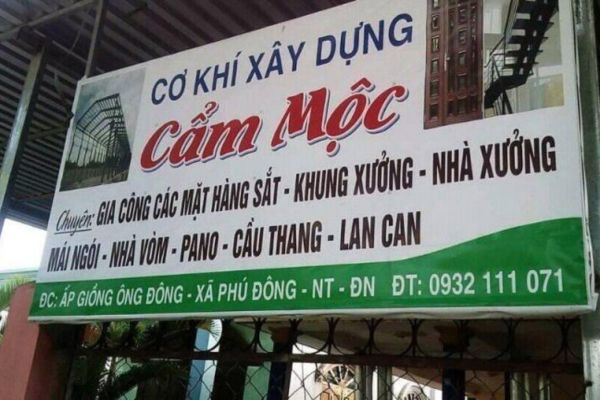 CƠ KHÍ XÂY DỰNG
Cẩm Mộc
Chuyên: GIA CÔNG CÁC MẶT HÀNG SẮT - KHUNG XƯỞNG - NHÀ XƯỞNG
MÁI NGÓI - NHÀ VÒM - PANO - CẦU THANG - LAN CAN
ĐC: ẤP GIỒNG ÔNG ĐÔNG - XÃ PHÚ ĐÔNG - NT - ĐN ĐT: 0932 111 071